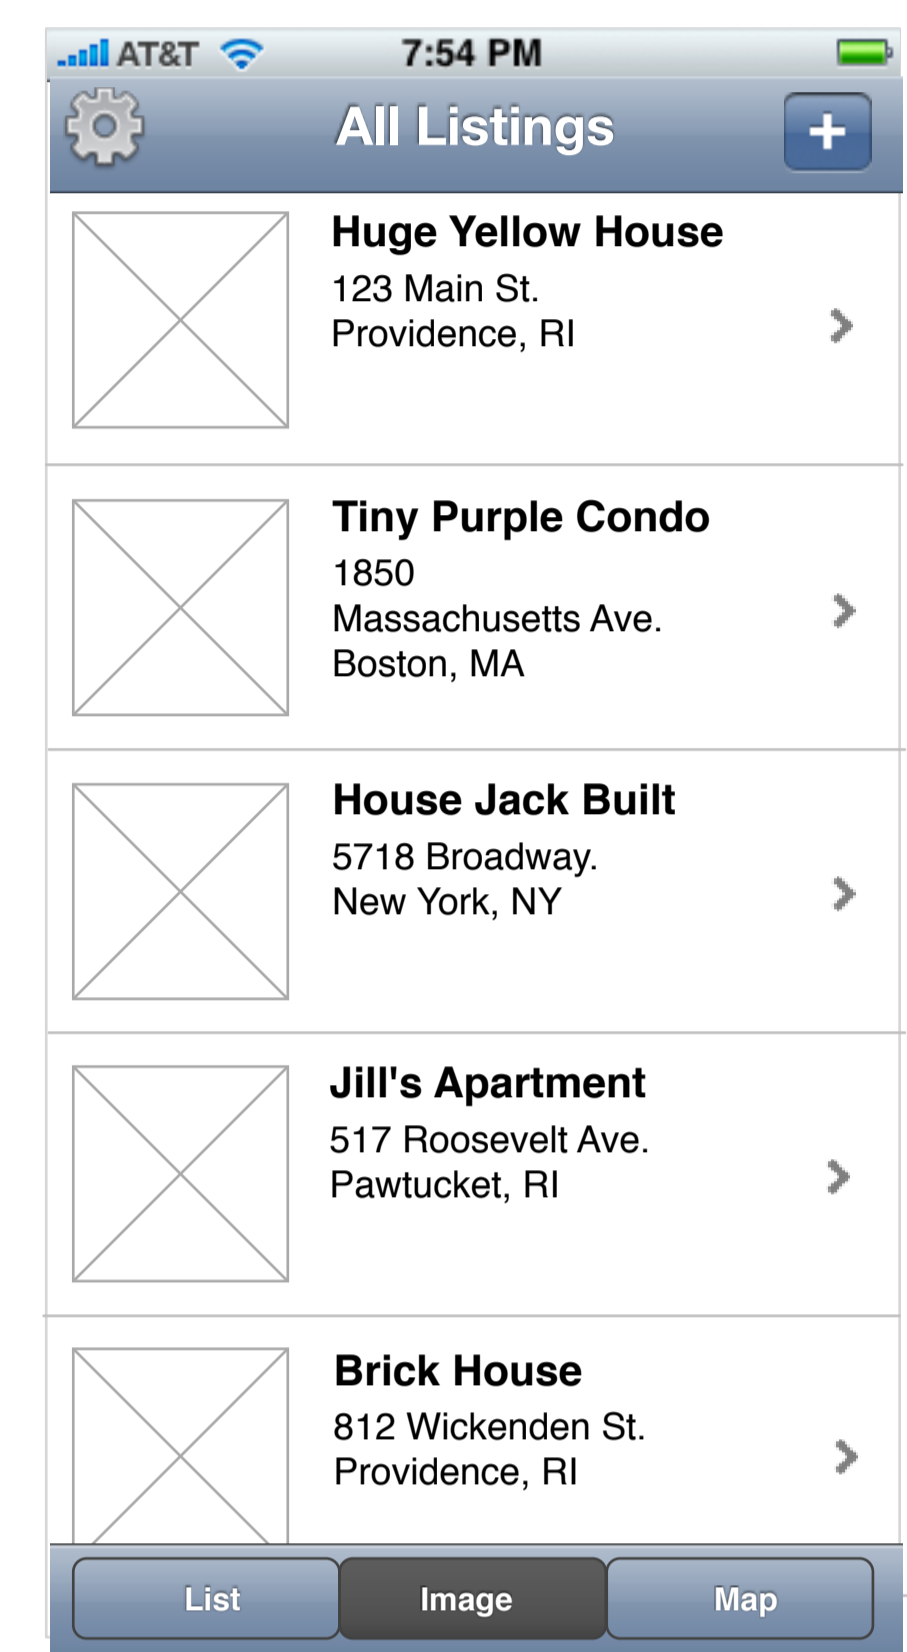 AT&T 7:54 PM
All Listings +
Huge Yellow House
123 Main St.
Providence, RI
Tiny Purple Condo
1850
Massachusetts Ave.
Boston, MA
House Jack Built
5718 Broadway.
New York, NY
Jill's Apartment
517 Roosevelt Ave.
Pawtucket, RI
Brick House
812 Wickenden St.
Providence, RI
List Image Map